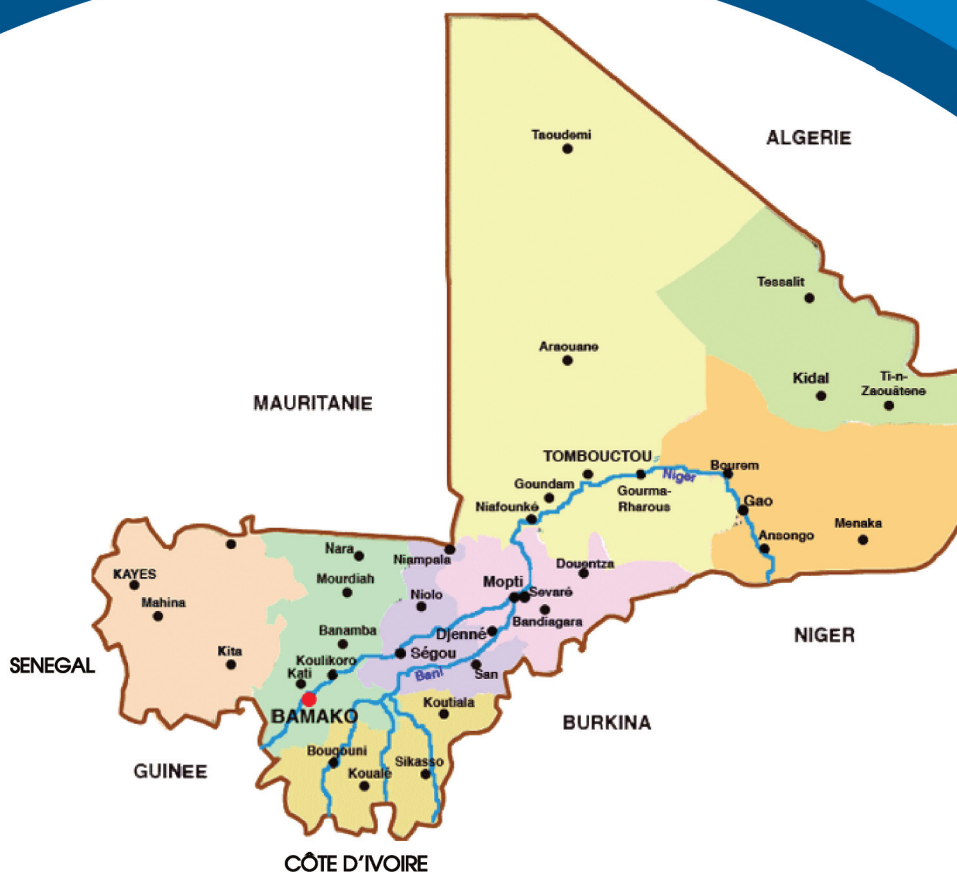 Taoudemi
ALGERIE
Tessalit
Araouane
Kidal
Ti-n-
Zaouâtene
MAURITANIE
TOMBOUCTOU
Bourem
Niger
Goundam
Gourma-
Rharous
Niafounké
Gao
Menaka
Ansongo
Nara
Niampala
Douentza
KAYES
Mourdiah
Mopti
Sevaré
Niolo
Mahina
Bandiagara
Banamba
Djenné
NIGER
SENEGAL
Kita
Koulikoro
Ségou
Kati
Bani
San
BAMAKO
Koutiala
BURKINA
GUINEE
Bougouni
Sikasso
Koualé
CÔTE D'IVOIRE